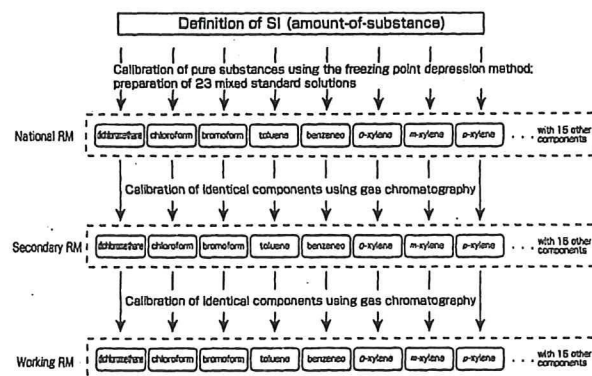 Definition of SI (amount-of-substance)
Calibration of pure substances using the freezing point depression method;
preparation of 23 mixed standard solutions
National RM
chloroform bromoform toluene benzeneo o-xylene m-xylene p-xylene . . . with 15 other
components
Calibration of identical components using gas chromatography
Secondary RM
chloroform bromoform toluene benzeneo o-xylene m-xylene p-xylene . . . with 15 other
components
Calibration of identical components using gas chromatography
Working RM
chloroform bromoform toluene benzeneo o-xylene m-xylene p-xylene . . . with 15 other
components